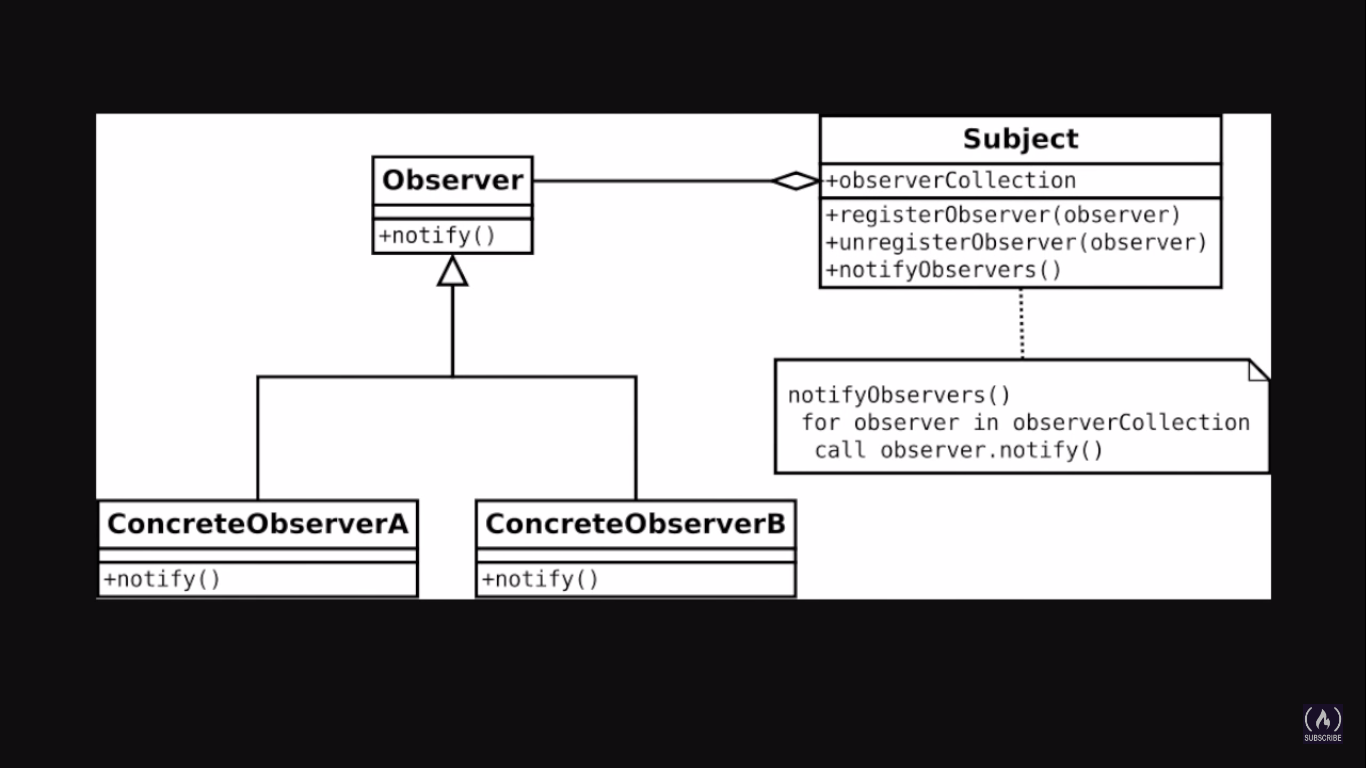 Observer
+notify()
Subject
+observerCollection
+registerObserver(observer)
+unregisterObserver(observer)
+notifyObservers()
notifyObservers()
for observer in observerCollection
call observer.notify()
ConcreteObserverA
+notify()
ConcreteObserverB
+notify()
SUBSCRIBE